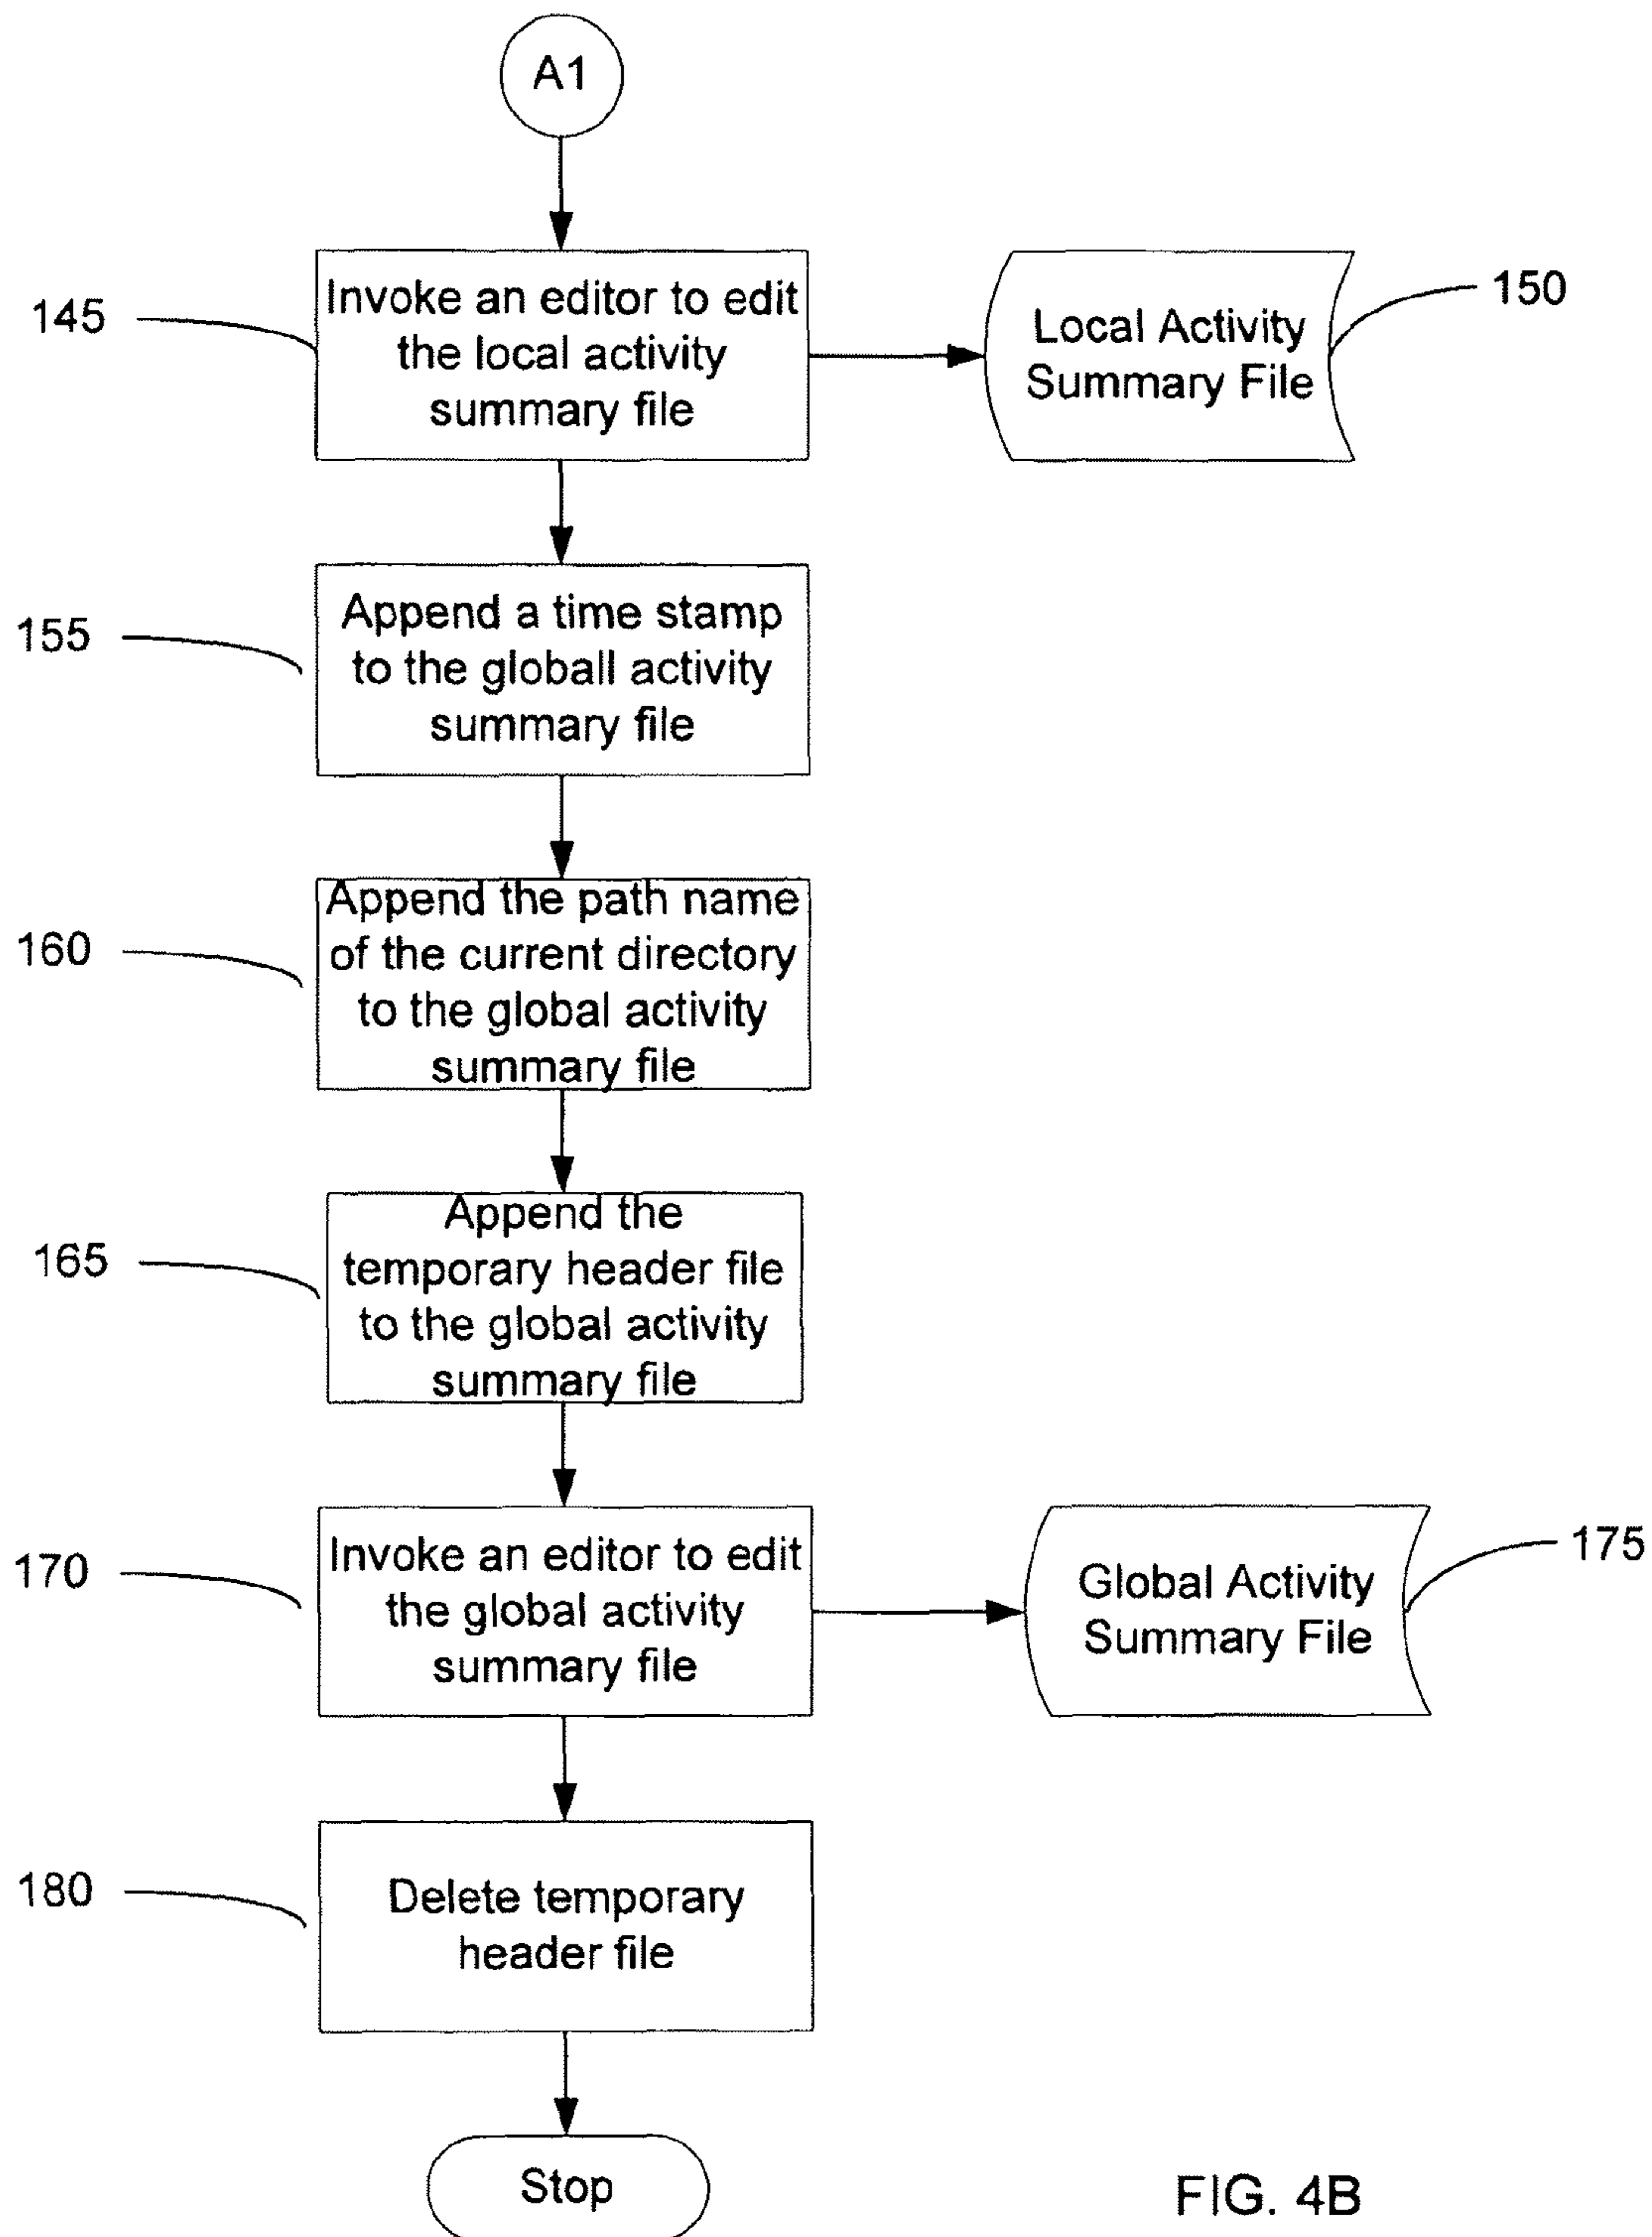 A1
145
Invoke an editor to edit
the local activity
summary file
Local Activity
Summary File
150
155
Append a time stamp
to the globall activity
summary file
160
Append the path name
of the current directory
to the global activity
summary file
165
Append the
temporary header file
to the global activity
summary file
170
Invoke an editor to edit
the global activity
summary file
Global Activity
Summary File
175
180
Delete temporary
header file
Stop
FIG. 4B